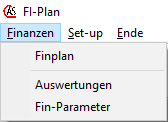 FI-Plan
Finanzen Set-up Ende
Finplan
Auswertungen
Fin-Parameter